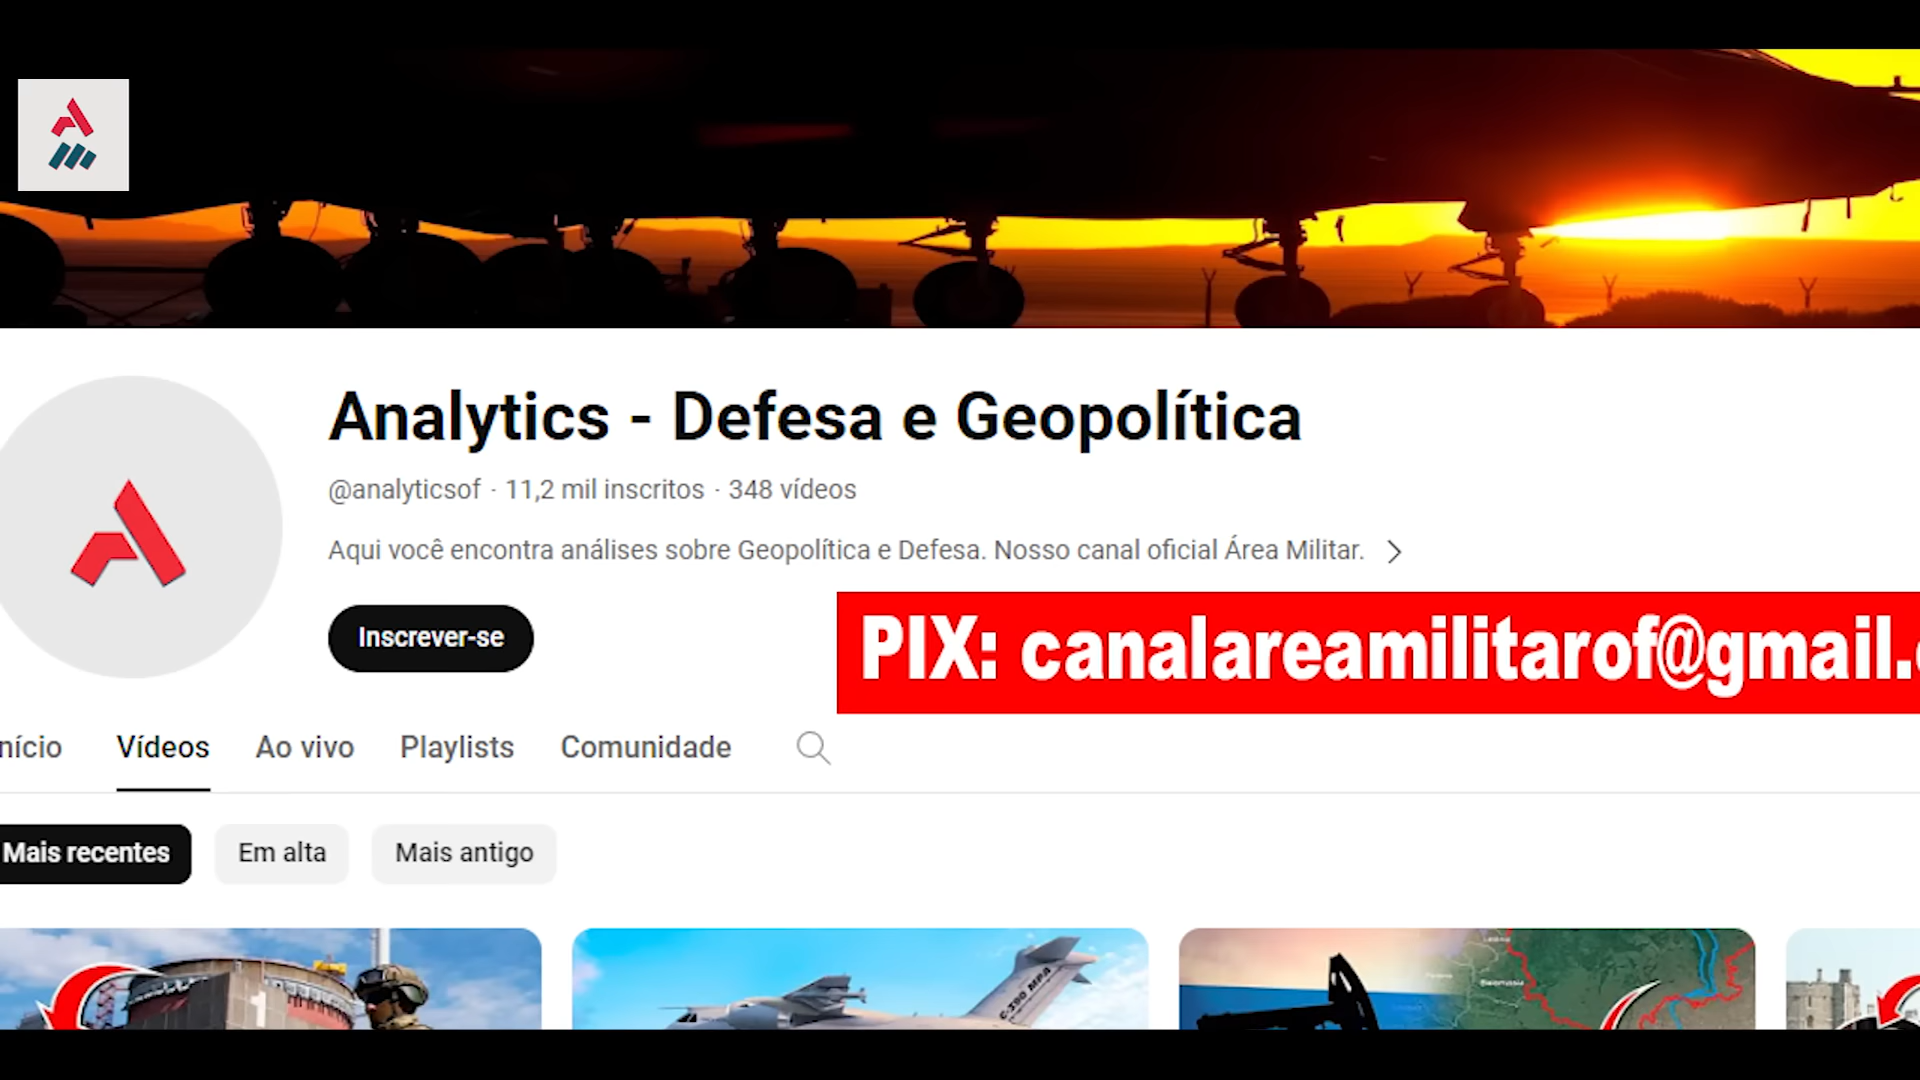 Analytics - Defesa e Geopolítica
@analyticsof · 11,2 mil inscritos · 348 vídeos
Aqui você encontra análises sobre Geopolítica e Defesa. Nosso canal oficial Área Militar.
Inscrever-se
PIX: canalareamilitarof@gmail.
nício
Vídeos
Ao vivo
Playlists
Comunidade
Mais recentes
Em alta
Mais antigo
C-390 MPA